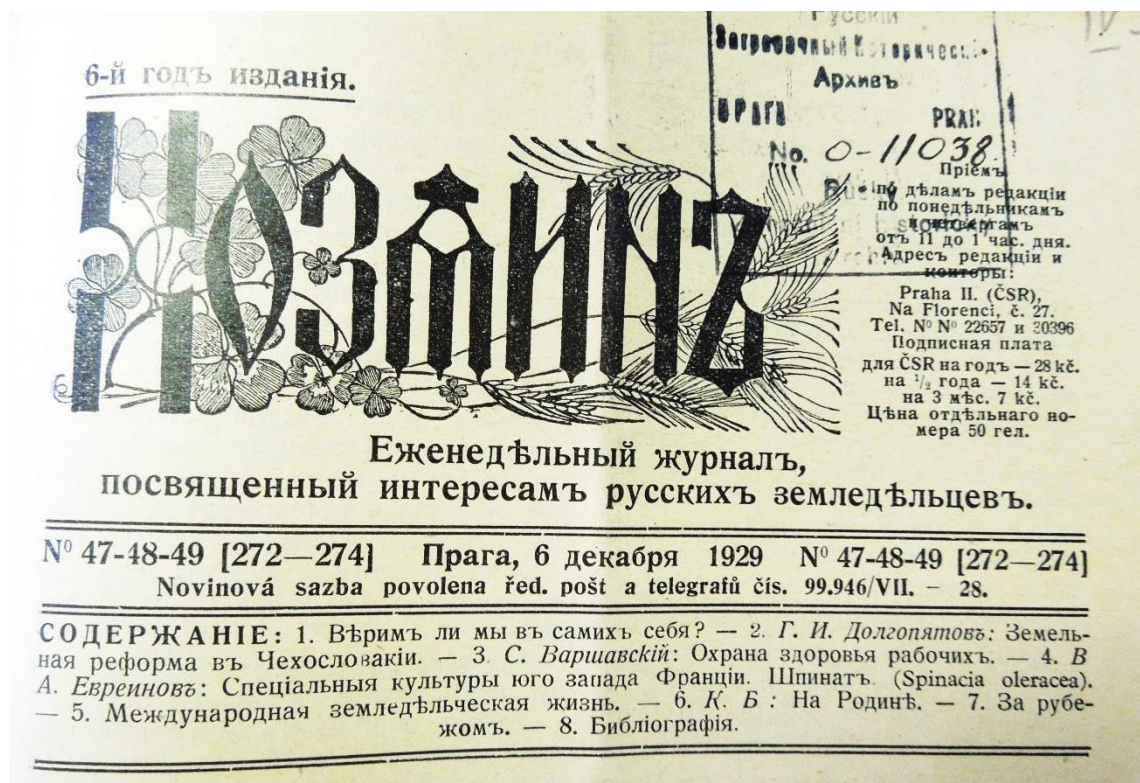 6-й годъ изданія.
ХОЗЯИНЪ
Русскій
Заграничный Историческій
Архивъ
ПРАГА
No. 0-11038
Пріемъ
по дѣламъ редакціи
по понедѣльникамъ
и четвергамъ
отъ 11 до 1 час. дня.
Адресъ редакціи и
конторы:
Praha II. (ČSR),
Na Florenci, č. 27.
Tel. Nº Nº 22657 и 30396
Подписная плата
для ČSR на годъ — 28 kč.
на ½ года — 14 kč.
на 3 мѣс. 7 kč.
Цѣна отдѣльнаго но-
мера 50 гел.
Еженедѣльный журналъ,
посвященный интересамъ русскихъ земледѣльцевъ.
Nº 47-48-49 [272—274] Прага, 6 декабря 1929 Nº 47-48-49 [272—274]
Novinová sazba povolena řed. pošt a telegrafů čís. 99.946/VII. — 28.
СОДЕРЖАНІЕ: 1. Вѣримъ ли мы въ самихъ себя? — 2. Г. И. Долгопятовъ: Земель-
ная реформа въ Чехословакіи. — 3 С. Варшавскій: Охрана здоровья рабочихъ. — 4. В
А. Евреиновъ: Спеціальныя культуры юго запада Франціи. Шпинатъ. (Spinacia oleracea).
— 5. Международная земледѣльческая жизнь. — 6. К. Б : На Родинѣ. — 7. За рубе-
жомъ. — 8. Библіографія.